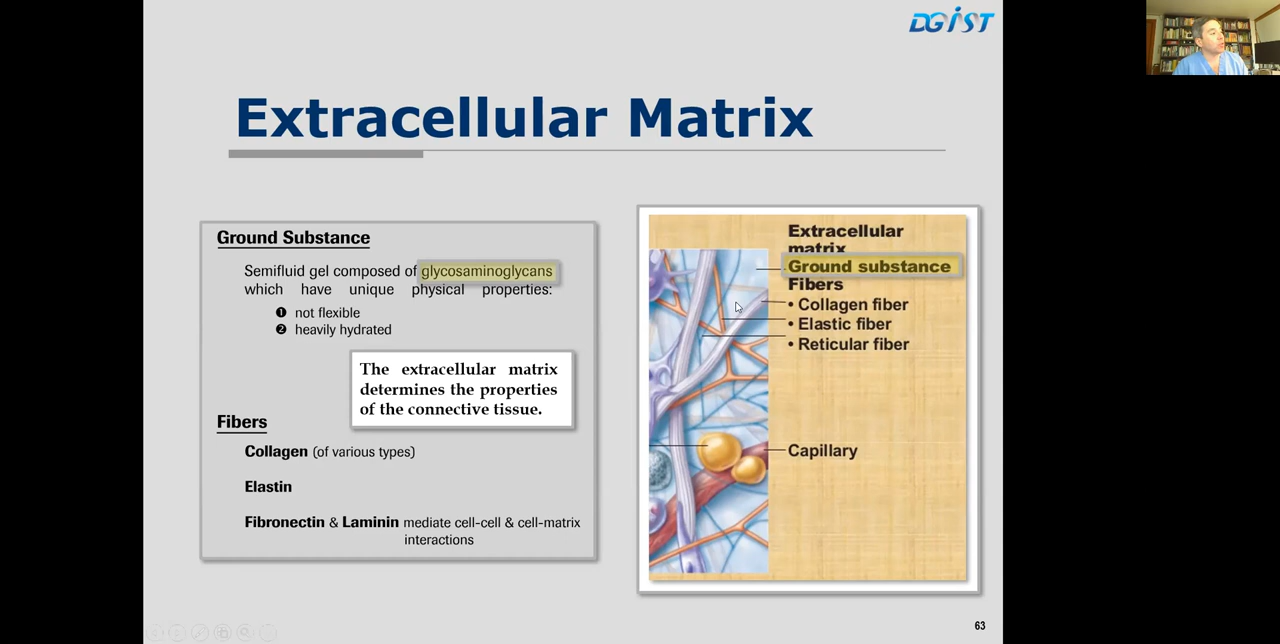 DGIST
Extracellular Matrix
Ground Substance
Semifluid gel composed of glycosaminoglycans
which have unique physical properties:
❶ not flexible
❷ heavily hydrated
The extracellular matrix
determines the properties
of the connective tissue.
Fibers
Collagen (of various types)
Elastin
Fibronectin & Laminin mediate cell-cell & cell-matrix
interactions
Extracellular
matrix
Ground substance
Fibers
• Collagen fiber
• Elastic fiber
• Reticular fiber
Capillary
63